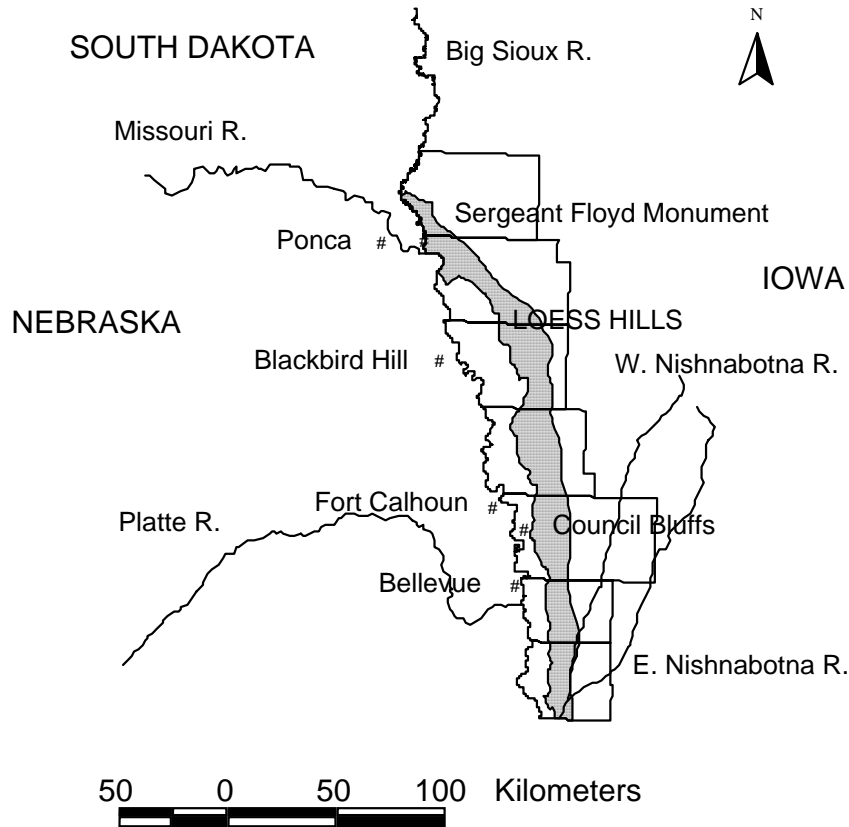 N
SOUTH DAKOTA
Big Sioux R.
Missouri R.
Sergeant Floyd Monument
Ponca #
#
IOWA
NEBRASKA
LOESS HILLS
Blackbird Hill #
W. Nishnabotna R.
Fort Calhoun #
Platte R.
# Council Bluffs
Bellevue #
E. Nishnabotna R.
50 0 50 100 Kilometers